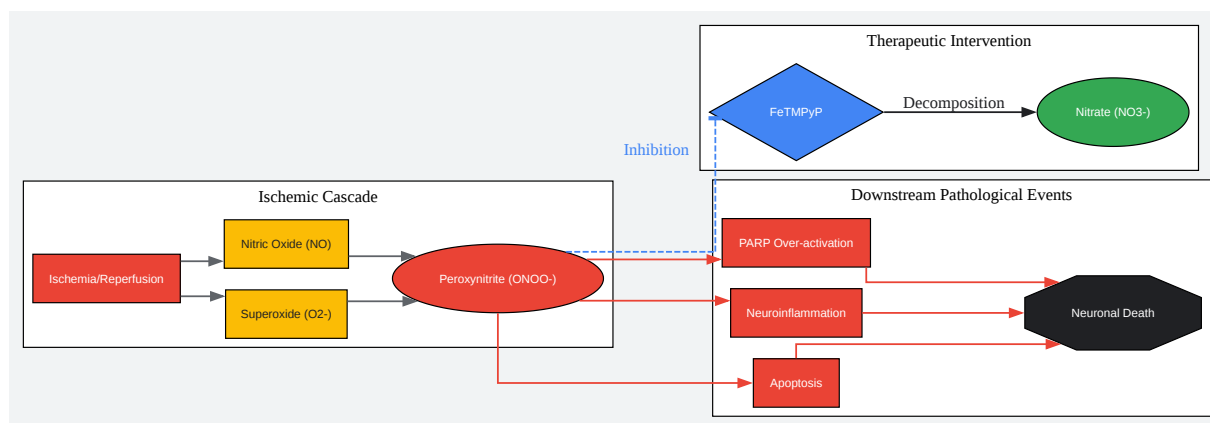 Therapeutic Intervention
FeTMPyP
Decomposition
Nitrate (NO3-)
Inhibition
Ischemic Cascade
Ischemia/Reperfusion
Nitric Oxide (NO)
Superoxide (O2-)
Peroxynitrite (ONOO-)
Downstream Pathological Events
PARP Over-activation
Neuroinflammation
Apoptosis
Neuronal Death